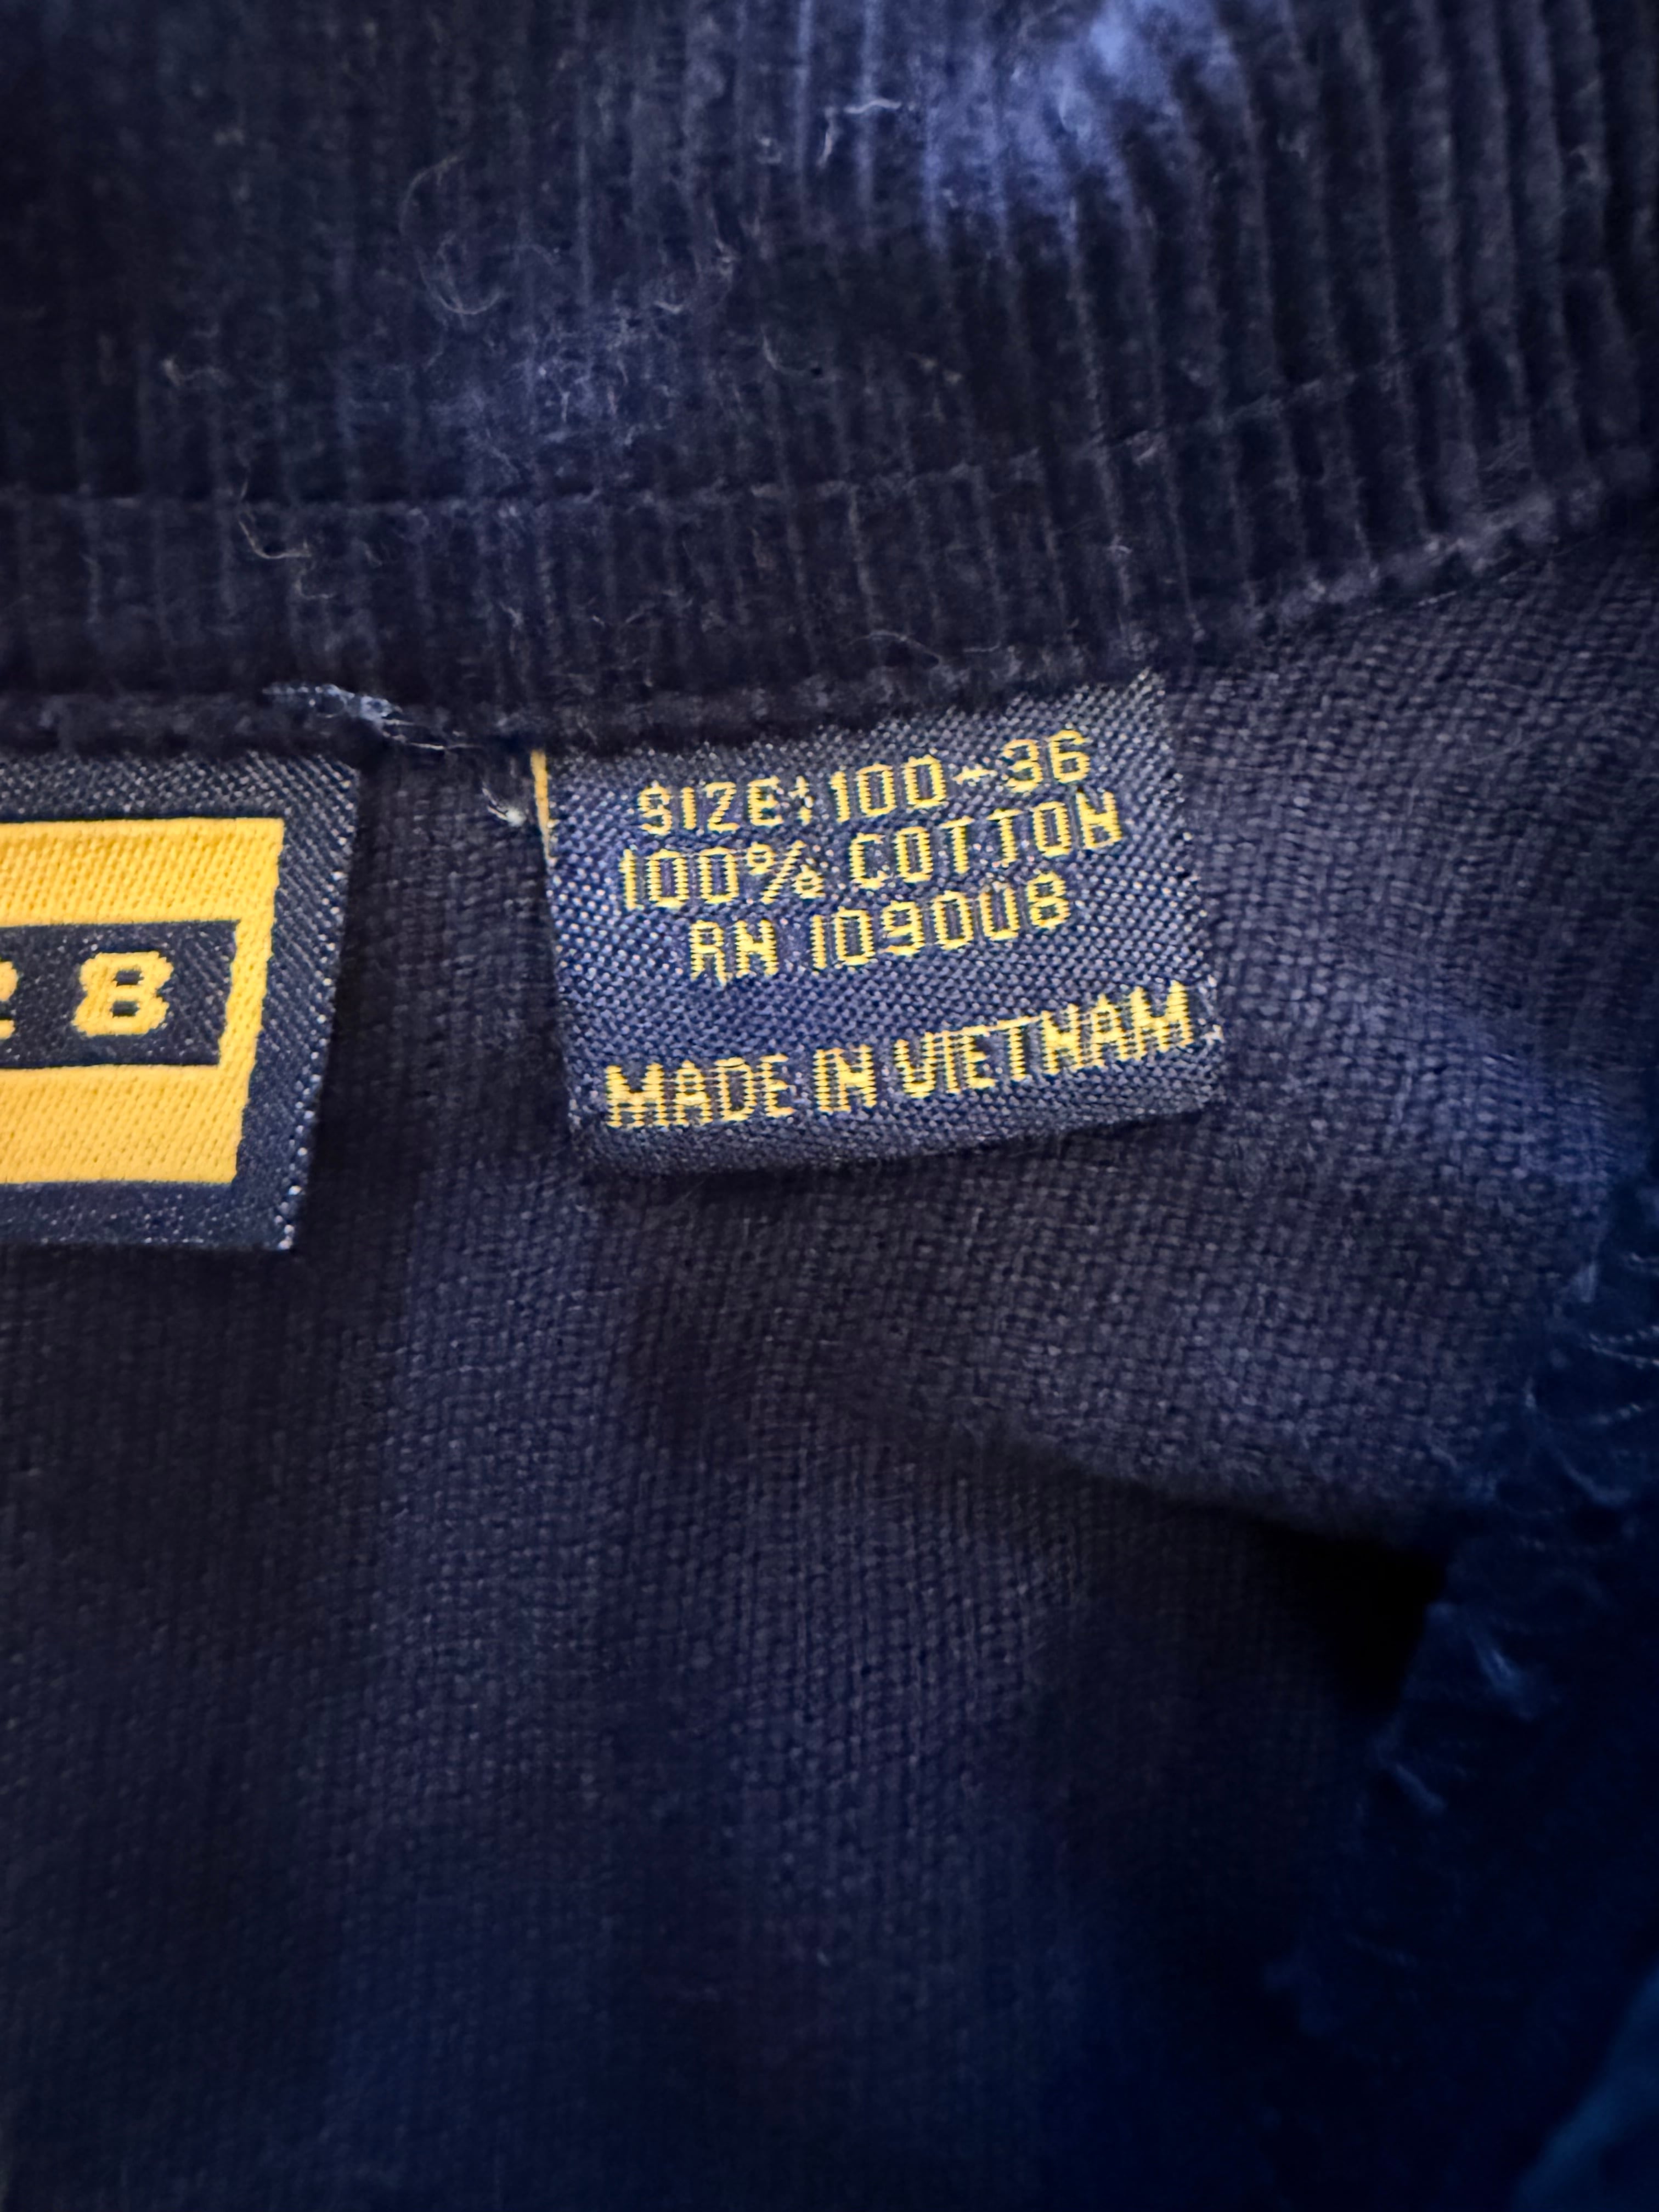 28
SIZE:100-36
100% COTTON
RN 109008
MADE IN VIETNAM